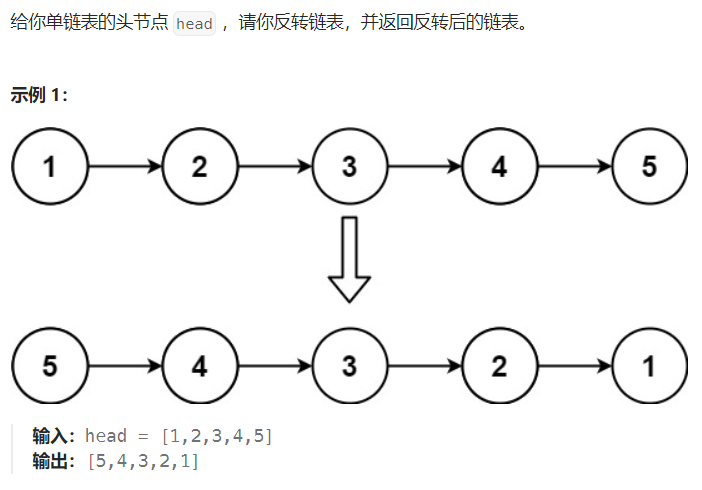 给你单链表的头节点 head ，请你反转链表，并返回反转后的链表。
示例 1：
1 2 3 4 5
5 4 3 2 1
输入：head = [1,2,3,4,5]
输出：[5,4,3,2,1]